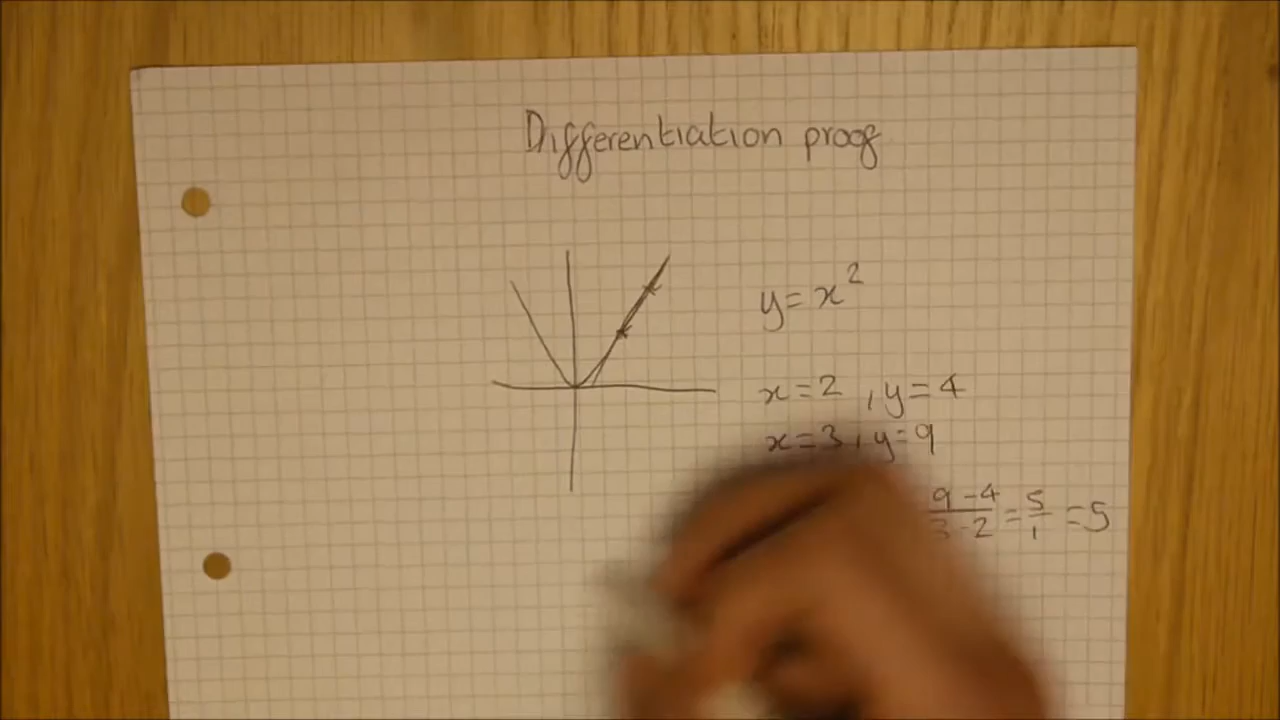 Differentiation proof
y = x²
x = 2 , y = 4
x = 3 , y = 9
9 - 4 / 3 - 2 = 5 / 1 = 5